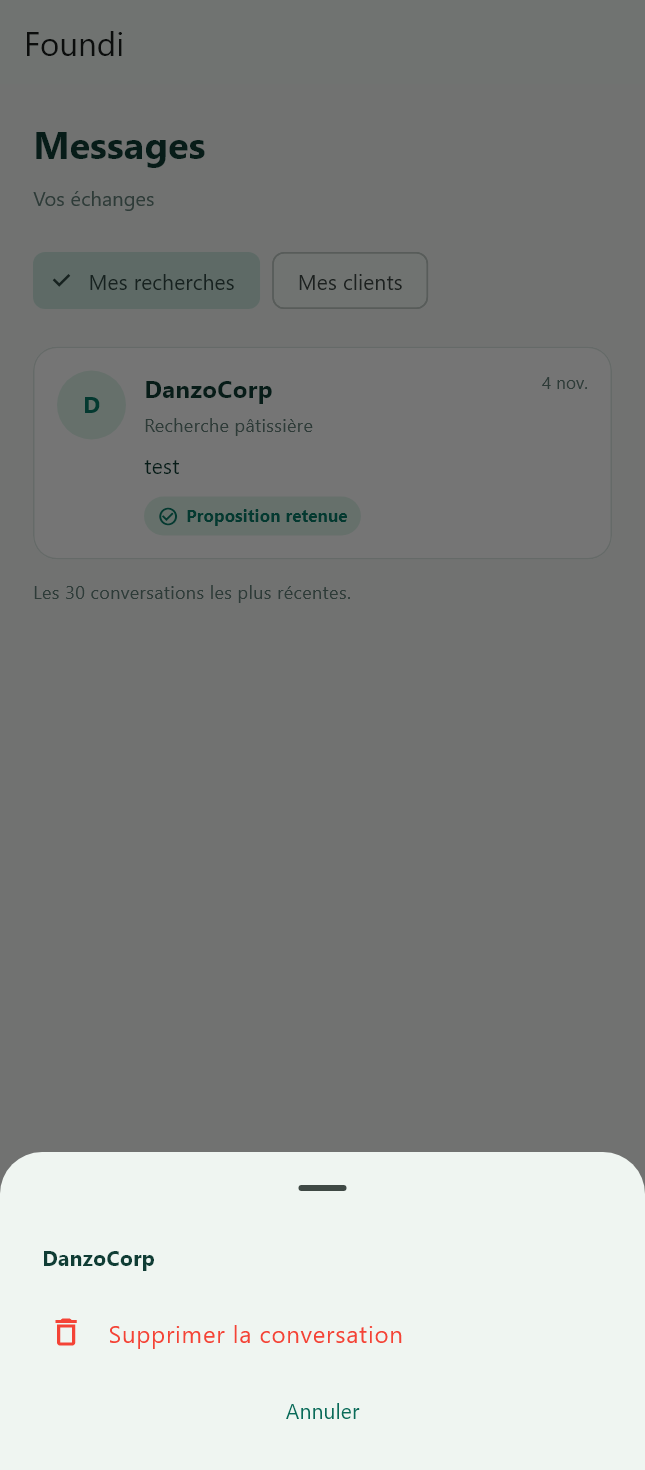 Foundi
Messages
Vos échanges
Mes recherches
Mes clients
D
DanzoCorp
4 nov.
Recherche pâtissière
test
Proposition retenue
Les 30 conversations les plus récentes.
DanzoCorp
Supprimer la conversation
Annuler